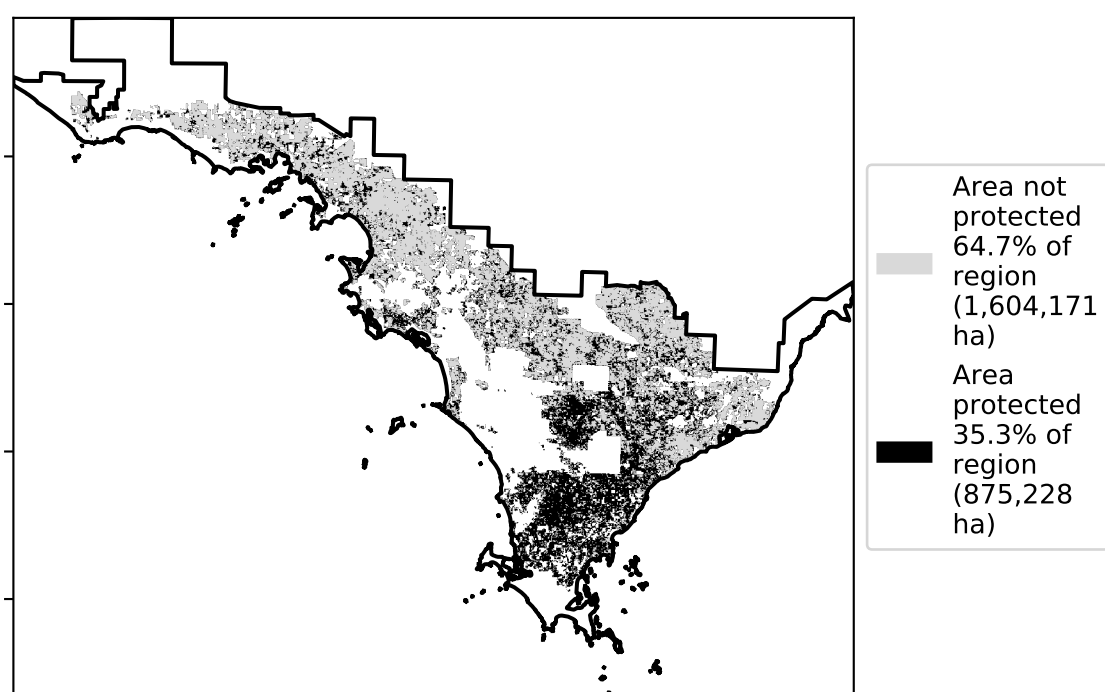 Area not
protected
64.7% of
region
(1,604,171
ha)
Area
protected
35.3% of
region
(875,228
ha)